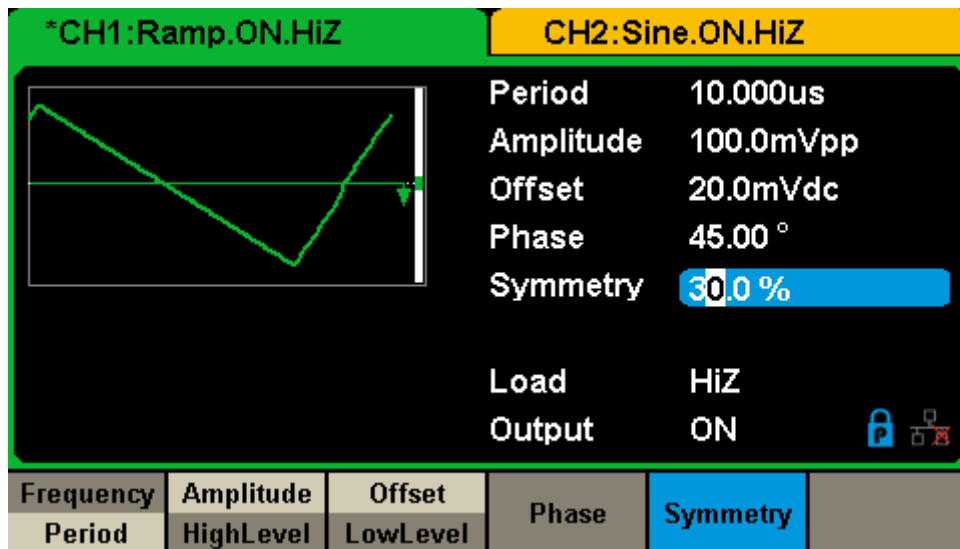 *CH1:Ramp.ON.HiZ
CH2:Sine.ON.HiZ
Period 10.000us
Amplitude 100.0mVpp
Offset 20.0mVdc
Phase 45.00 °
Symmetry 30.0 %
Load HiZ
Output ON
P
Frequency Amplitude Offset Phase Symmetry
Period HighLevel LowLevel